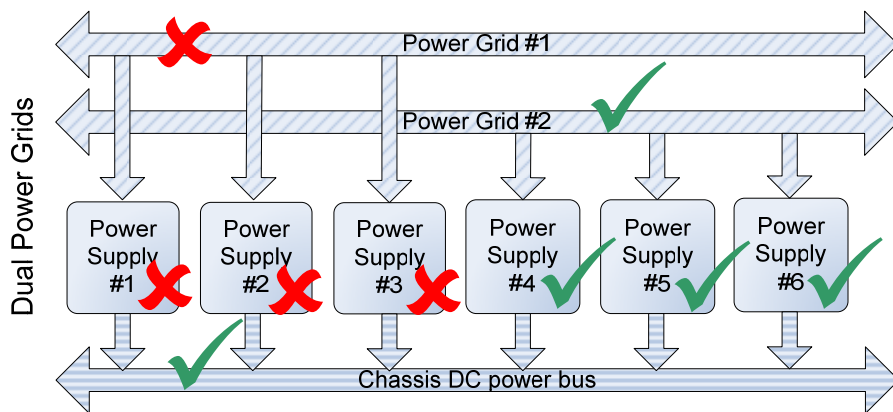 Dual Power Grids
Power Grid #1
Power Grid #2
Power
Supply
#1
Power
Supply
#2
Power
Supply
#3
Power
Supply
#4
Power
Supply
#5
Power
Supply
#6
Chassis DC power bus